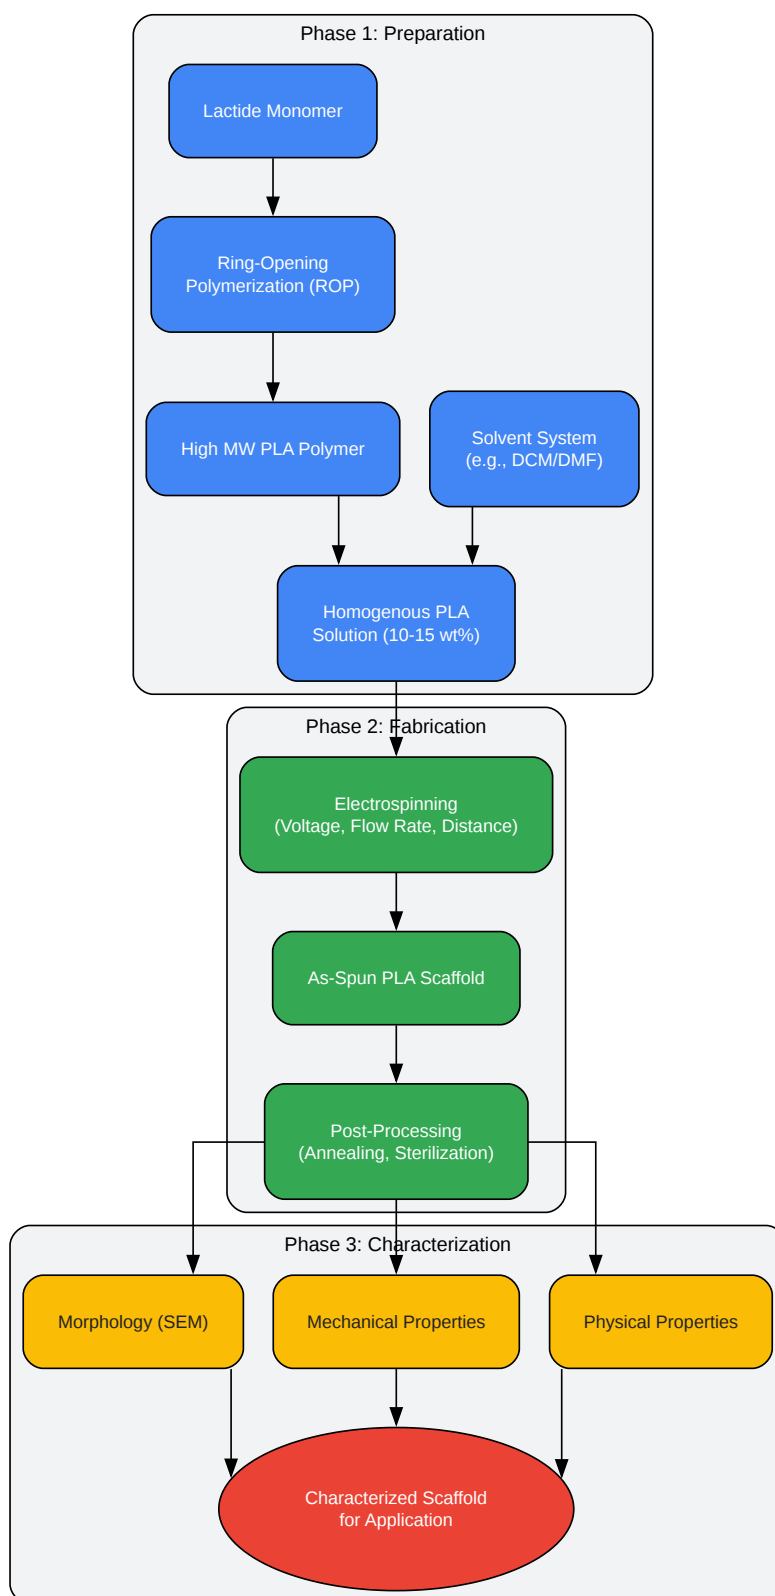 Phase 1: Preparation
Lactide Monomer
Ring-Opening
Polymerization (ROP)
High MW PLA Polymer
Solvent System
(e.g., DCM/DMF)
Homogenous PLA
Solution (10-15 wt%)
Phase 2: Fabrication
Electrospinning
(Voltage, Flow Rate, Distance)
As-Spun PLA Scaffold
Post-Processing
(Annealing, Sterilization)
Phase 3: Characterization
Morphology (SEM)
Mechanical Properties
Physical Properties
Characterized Scaffold
for Application